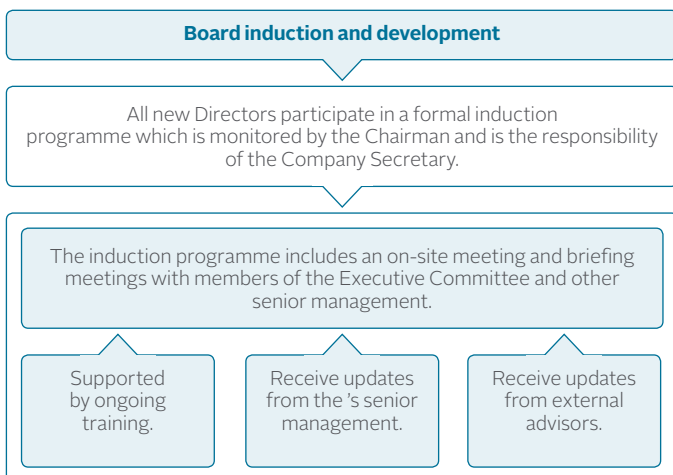 Board induction and development
All new Directors participate in a formal induction
programme which is monitored by the Chairman and is the responsibility
of the Company Secretary.
The induction programme includes an on-site meeting and briefing
meetings with members of the Executive Committee and other
senior management.
Supported
by ongoing
training.
Receive updates
from the 's senior
management.
Receive updates
from external
advisors.